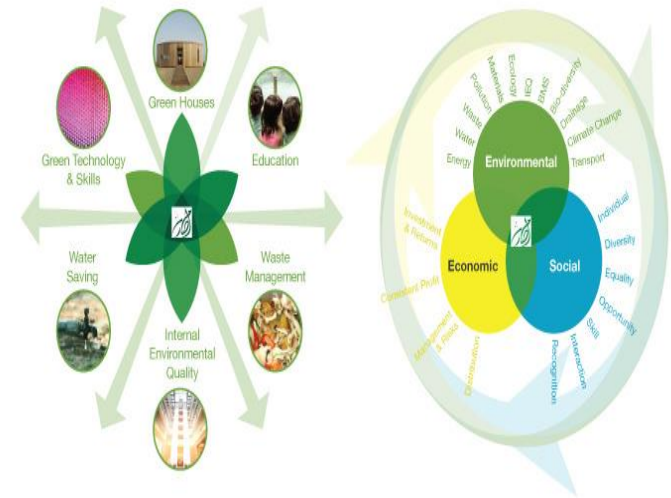 Green Houses
Green Technology
& Skills
Education
Water
Saving
Waste
Management
Internal
Environmental
Quality
Energy
Water
Waste
Pollution
Materials
Ecology
IEQ
BMS
Bio-diversity
Drainage
Climate Change
Transport
Environmental
Economic
Social
Investment
& Returns
Consistent Profit
Management
& Risks
Distribution
Individual
Diversity
Equality
Opportunity
Skill
Interaction
Recognition